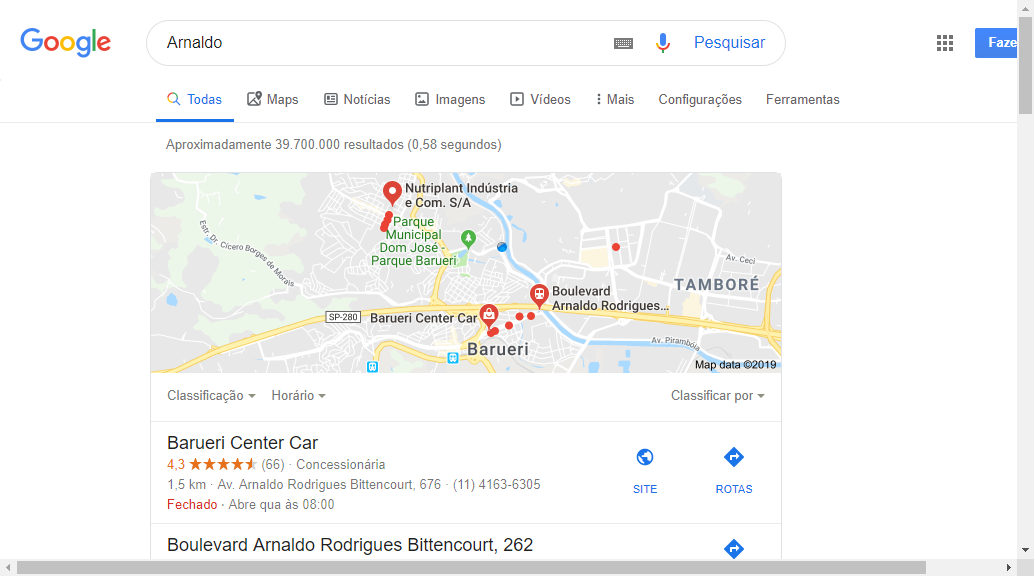 Google
Arnaldo
Pesquisar
Faze
Todas
Maps
Notícias
Imagens
Vídeos
Mais
Configurações
Ferramentas
Aproximadamente 39.700.000 resultados (0,58 segundos)
Nutriplant Indústria
e Com. S/A
Parque
Municipal
Dom José -
Parque Barueri
Estr. Dr. Cícero Borges de Morais
Av. Ceci
TAMBORÉ
Boulevard
Arnaldo Rodrigues...
SP-280
Barueri Center Car
Barueri
Av. Piramboia
Map data ©2019
Classificação
Horário
Classificar por
Barueri Center Car
4,3 ★★★★★ (66) · Concessionária
1,5 km · Av. Arnaldo Rodrigues Bittencourt, 676 · (11) 4163-6305
Fechado · Abre qua às 08:00
SITE
ROTAS
Boulevard Arnaldo Rodrigues Bittencourt, 262